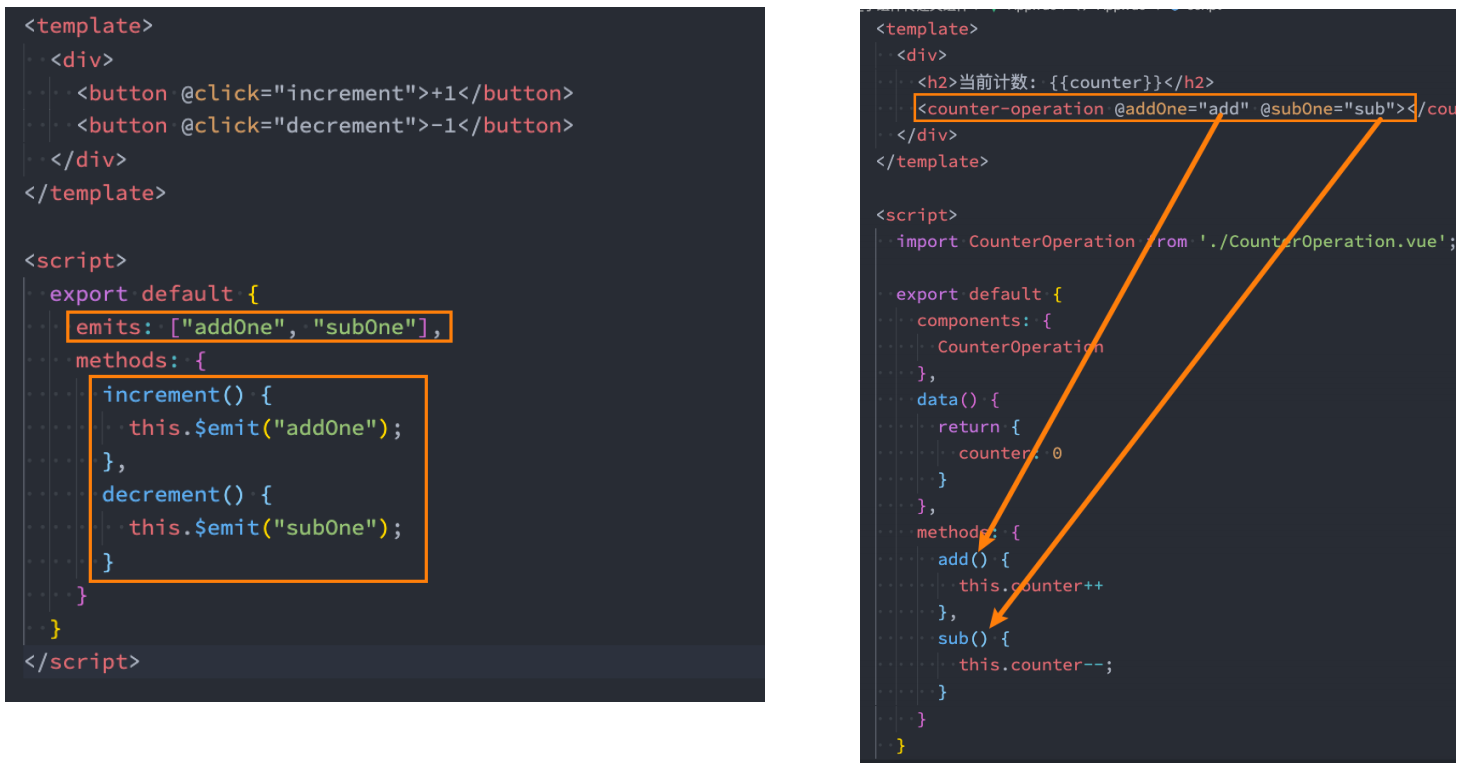 <template>
<div>
<button @click="increment">+1</button>
<button @click="decrement">-1</button>
</div>
</template>
<script>
export default {
emits: ["addOne", "subOne"],
methods: {
increment() {
this.$emit("addOne");
},
decrement() {
this.$emit("subOne");
}
}
}
</script>
<template>
<div>
<h2>当前计数: {{counter}}</h2>
<counter-operation @addOne="add" @subOne="sub"></cou
</div>
</template>
<script>
import CounterOperation from './CounterOperation.vue';
export default {
components: {
CounterOperation
},
data() {
return {
counter: 0
}
},
methods: {
add() {
this.counter++
},
sub() {
this.counter--;
}
}
}